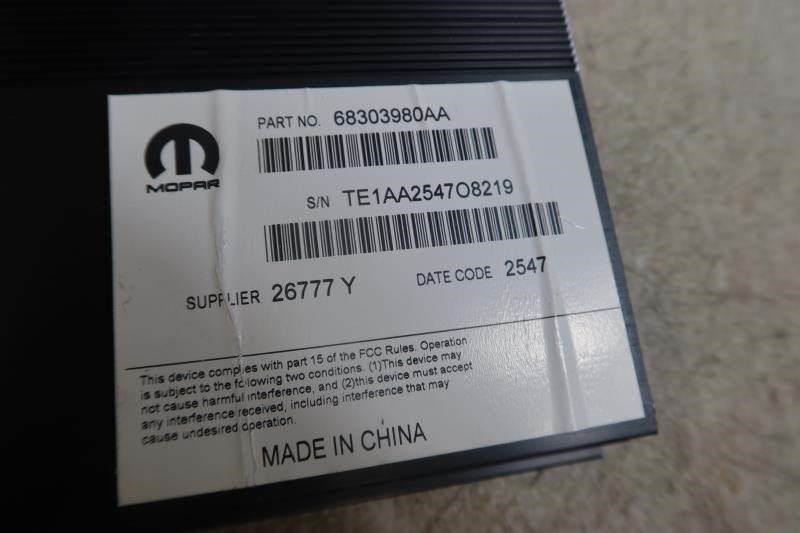 PART NO. 68303980AA
MOPAR
S/N TE1AA2547O8219
SUPPLIER 26777 Y DATE CODE 2547
This device complies with part 15 of the FCC Rules. Operation
is subject to the following two conditions. (1)This device may
not cause harmful interference, and (2)this device must accept
any interference received, including interference that may
cause undesired operation.
MADE IN CHINA